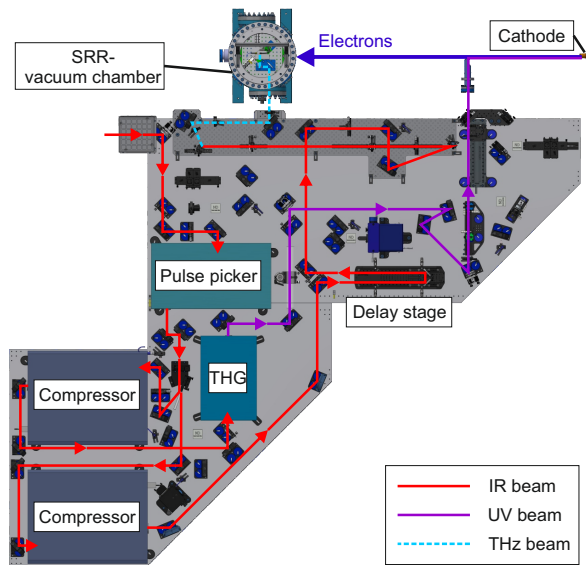 SRR-
vacuum chamber
Electrons
Cathode
Pulse picker
Delay stage
THG
Compressor
Compressor
IR beam
UV beam
THz beam